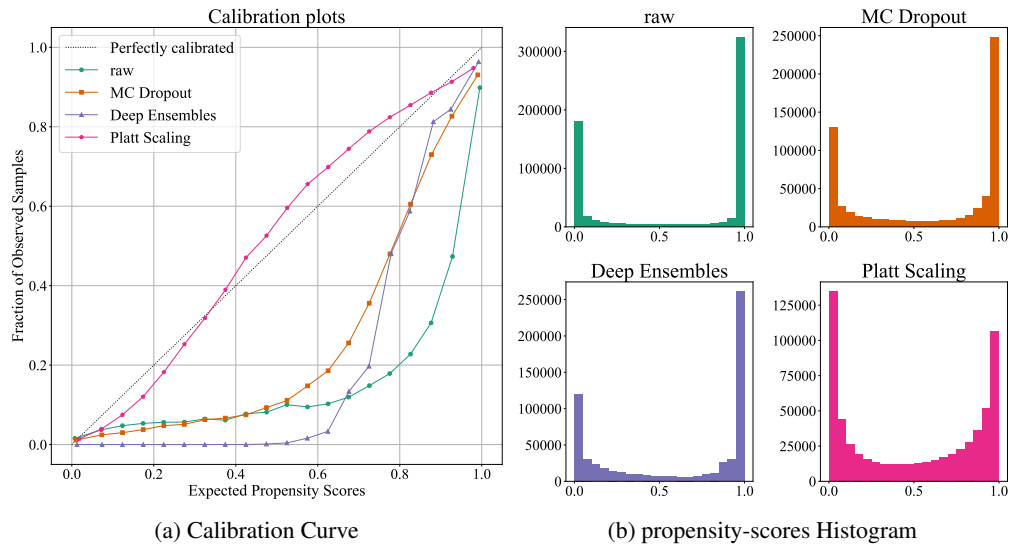 Calibration plots
1.0
0.8
0.6
0.4
0.2
0.0
Fraction of Observed Samples
Perfectly calibrated
raw
MC Dropout
Deep Ensembles
Platt Scaling
0.0 0.2 0.4 0.6 0.8 1.0
Expected Propensity Scores
(a) Calibration Curve
raw
300000
200000
100000
0
0.0 0.5 1.0
MC Dropout
250000
200000
150000
100000
50000
0
0.0 0.5 1.0
Deep Ensembles
250000
200000
150000
100000
50000
0
0.0 0.5 1.0
Platt Scaling
125000
100000
75000
50000
25000
0
0.0 0.5 1.0
(b) propensity-scores Histogram